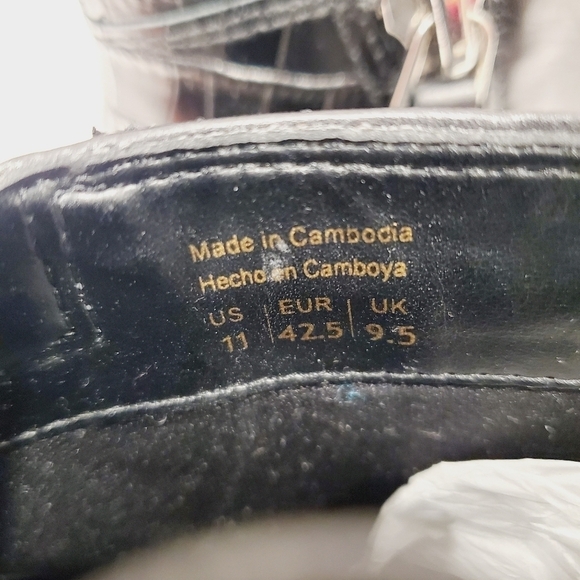 Made in Cambodia
Hecho en Camboya
US | EUR | UK
11 | 42.5 | 9.5